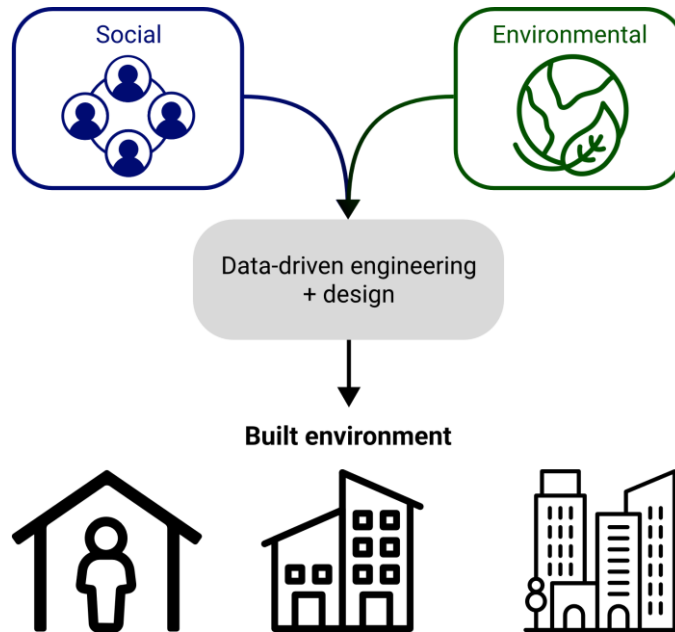 Social
Environmental
Data-driven engineering
+ design
Built environment